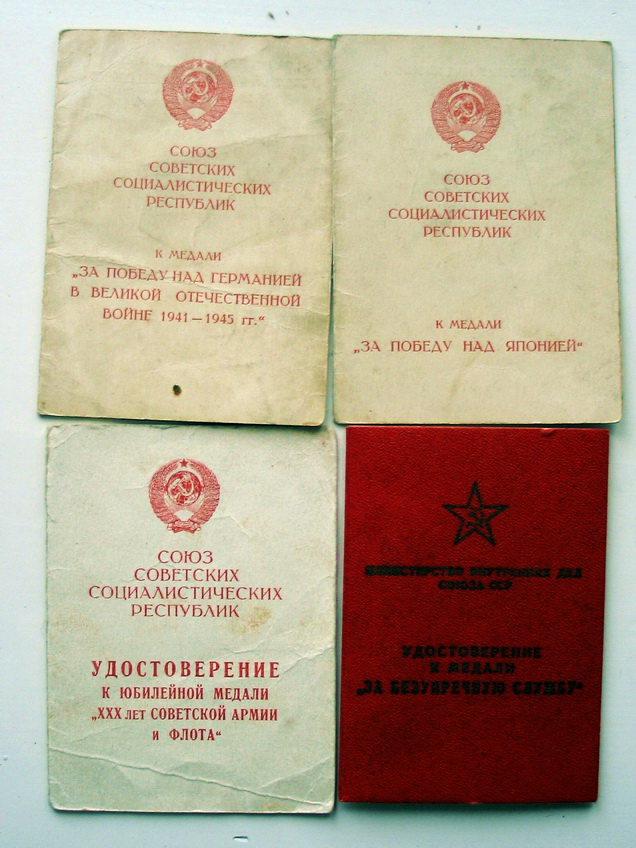 СОЮЗ
СОВЕТСКИХ
СОЦИАЛИСТИЧЕСКИХ
РЕСПУБЛИК
К МЕДАЛИ
„ЗА ПОБЕДУ НАД ГЕРМАНИЕЙ
В ВЕЛИКОЙ ОТЕЧЕСТВЕННОЙ
ВОЙНЕ 1941—1945 гг.“
СОЮЗ
СОВЕТСКИХ
СОЦИАЛИСТИЧЕСКИХ
РЕСПУБЛИК
К МЕДАЛИ
„ЗА ПОБЕДУ НАД ЯПОНИЕЙ“
СОЮЗ
СОВЕТСКИХ
СОЦИАЛИСТИЧЕСКИХ
РЕСПУБЛИК
УДОСТОВЕРЕНИЕ
К ЮБИЛЕЙНОЙ МЕДАЛИ
„XXX ЛЕТ СОВЕТСКОЙ АРМИИ
И ФЛОТА“
МИНИСТЕРСТВО ВНУТРЕННИХ ДЕЛ
СОЮЗА ССР
УДОСТОВЕРЕНИЕ
К МЕДАЛИ
„ЗА БЕЗУПРЕЧНУЮ СЛУЖБУ“